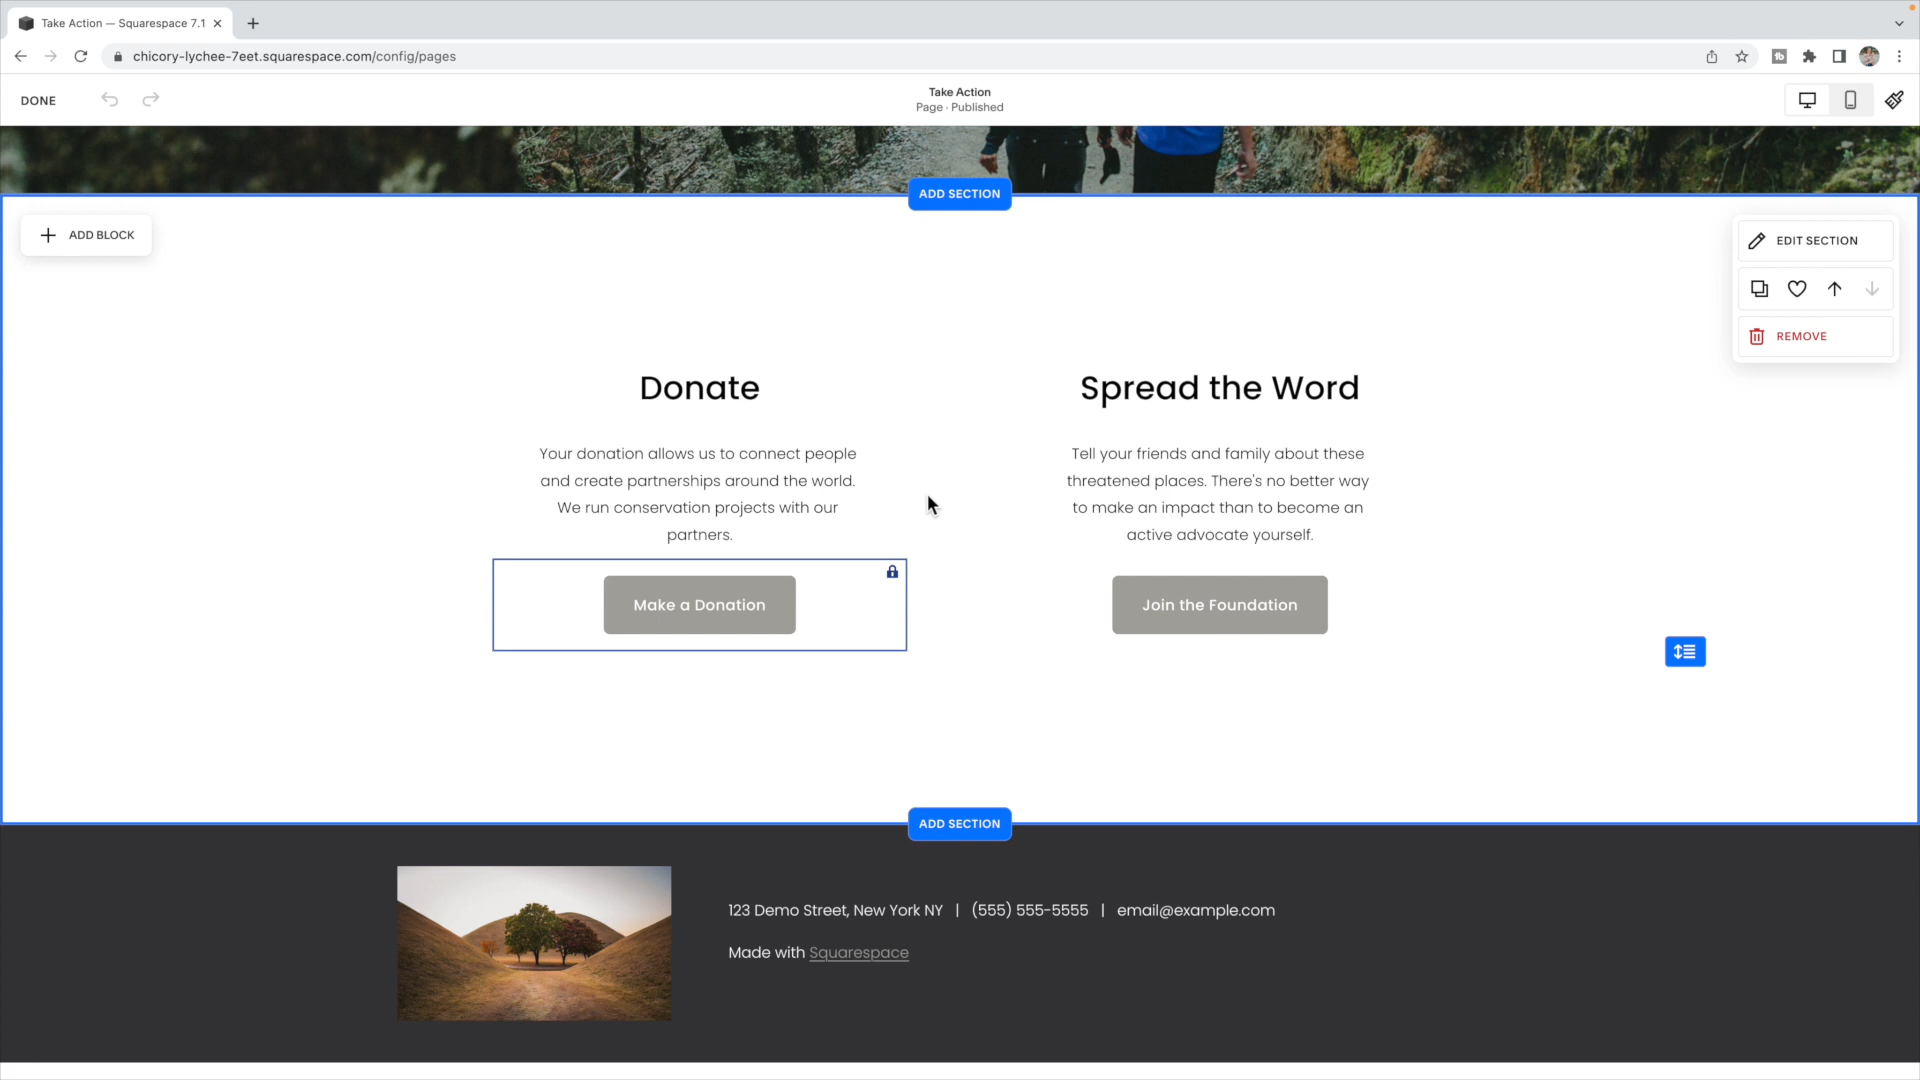 Take Action — Squarespace 7.1
chicory-lychee-7eet.squarespace.com/config/pages
DONE
Take Action
Page · Published
ADD SECTION
ADD BLOCK
EDIT SECTION
REMOVE
Donate
Your donation allows us to connect people
and create partnerships around the world.
We run conservation projects with our
partners.
Make a Donation
Spread the Word
Tell your friends and family about these
threatened places. There's no better way
to make an impact than to become an
active advocate yourself.
Join the Foundation
ADD SECTION
123 Demo Street, New York NY | (555) 555-5555 | email@example.com
Made with Squarespace